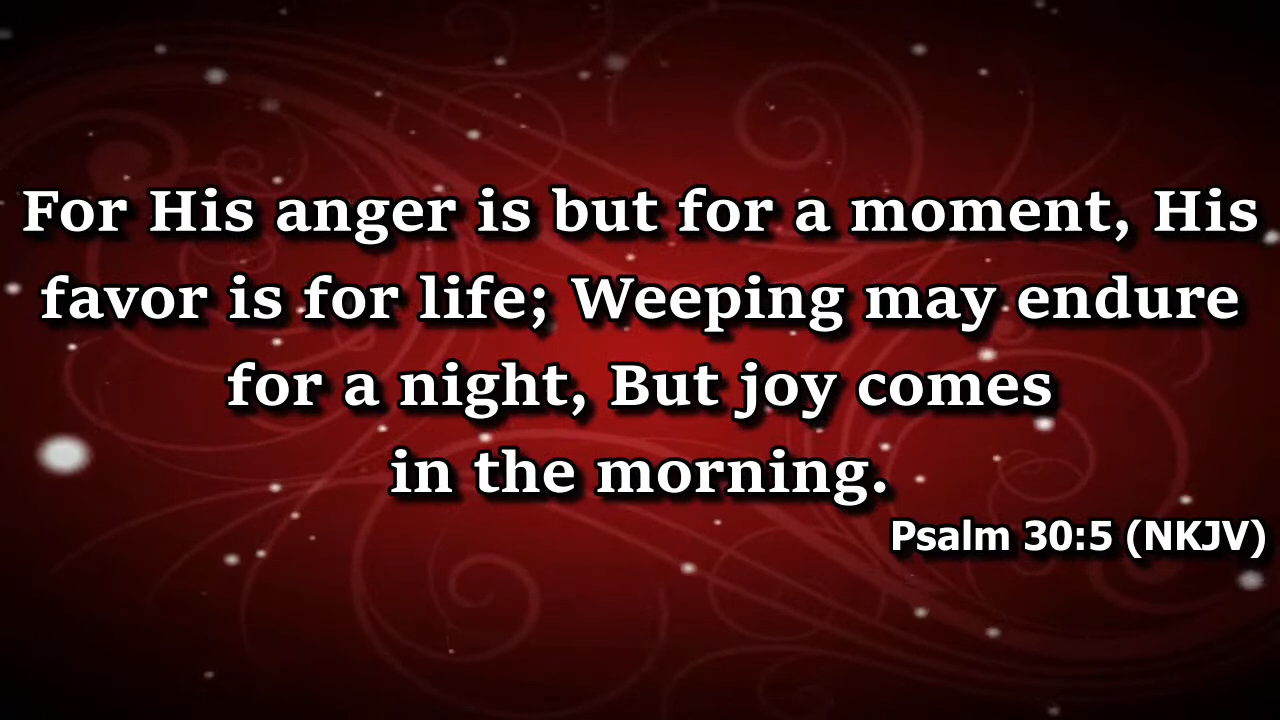 For His anger is but for a moment, His
favor is for life; Weeping may endure
for a night, But joy comes
in the morning.
Psalm 30:5 (NKJV)